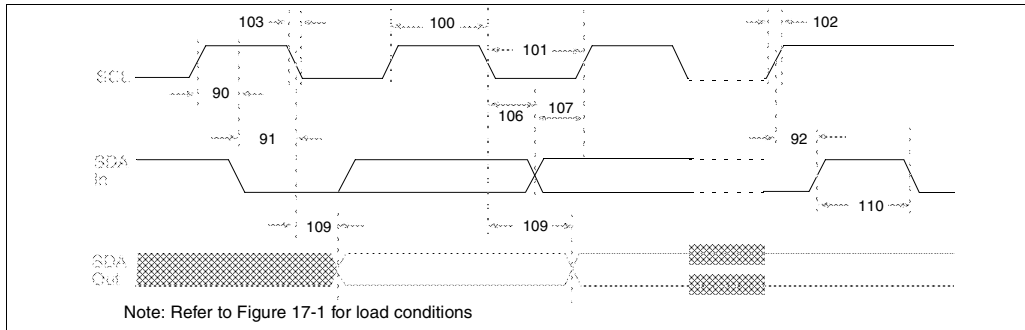 103
100
101
102
SCL
90
106
107
91
92
SDA
In
110
109
109
SDA
Out
Note: Refer to Figure 17-1 for load conditions